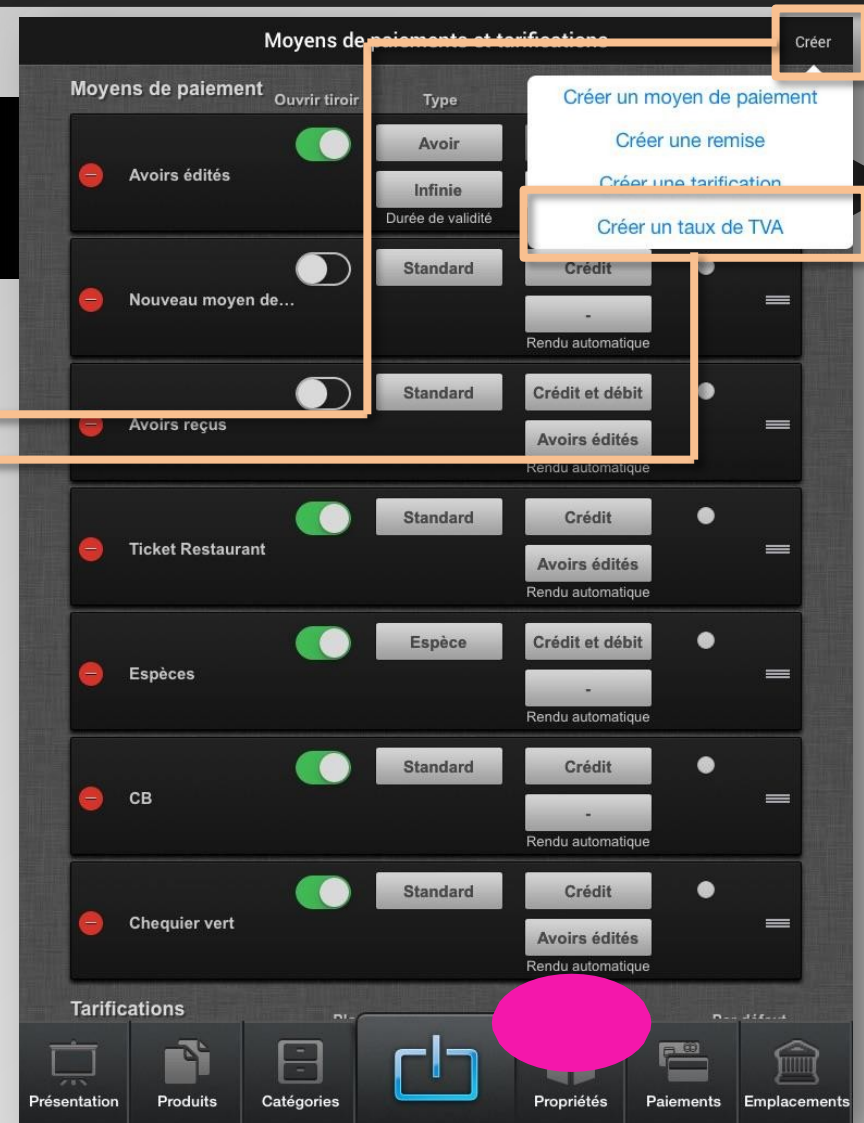 Moyens de paiements et tarifications
Créer
Moyens de paiement
Ouvrir tiroir
Type
Créer un moyen de paiement
Créer une remise
Créer une tarification
Créer un taux de TVA
Avoirs édités
Avoir
Infinie
Durée de validité
Nouveau moyen de...
Standard
Crédit
-
Rendu automatique
Avoirs reçus
Standard
Crédit et débit
Avoirs édités
Rendu automatique
Ticket Restaurant
Standard
Crédit
Avoirs édités
Rendu automatique
Espèces
Espèce
Crédit et débit
-
Rendu automatique
CB
Standard
Crédit
-
Rendu automatique
Chequier vert
Standard
Crédit
Avoirs édités
Rendu automatique
Tarifications
Par défaut
Présentation
Produits
Catégories
Propriétés
Paiements
Emplacements